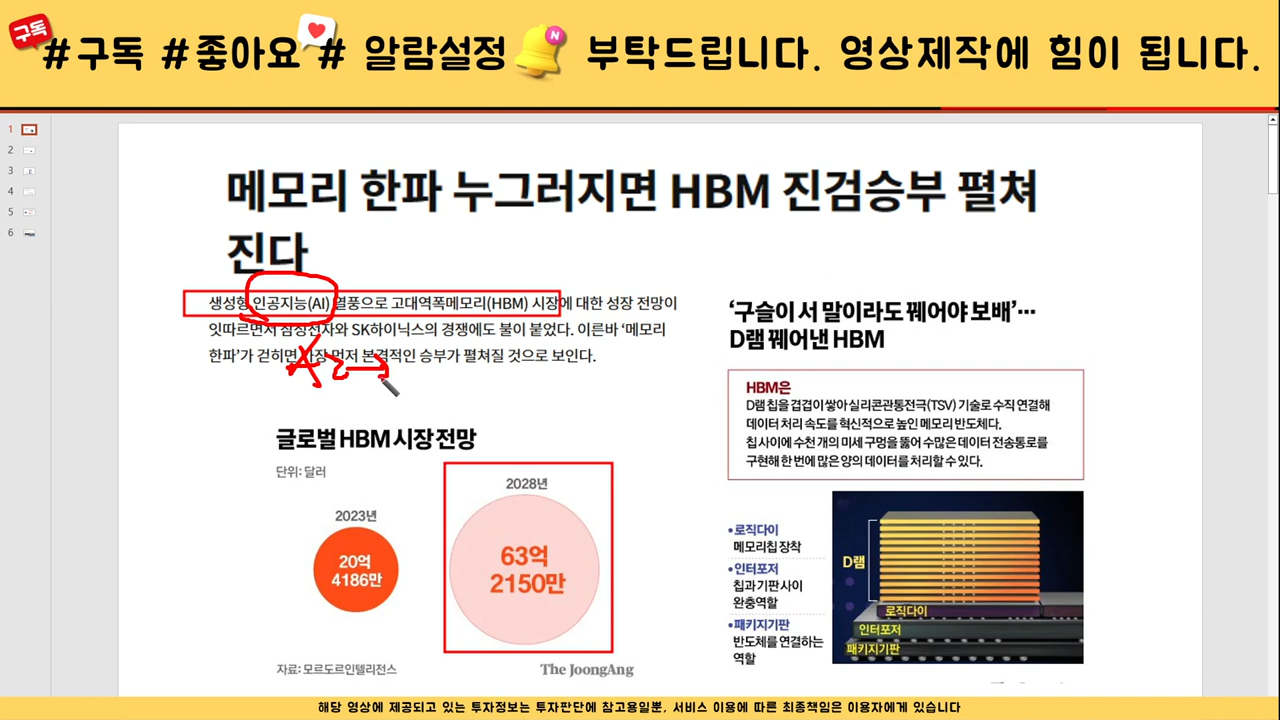 구독
N
#구독 #좋아요 # 알람설정 부탁드립니다. 영상제작에 힘이 됩니다.
1
2
3
4
5
6
메모리 한파 누그러지면 HBM 진검승부 펼쳐
진다
생성형 인공지능(AI) 열풍으로 고대역폭메모리(HBM) 시장에 대한 성장 전망이
잇따르면서 삼성전자와 SK하이닉스의 경쟁에도 불이 붙었다. 이른바 ‘메모리
한파’가 걷히면 가장 먼저 본격적인 승부가 펼쳐질 것으로 보인다.
글로벌 HBM 시장 전망
단위: 달러
2023년
20억
4186만
2028년
63억
2150만
자료: 모르도르인텔리전스
The JoongAng
‘구슬이 서 말이라도 꿰어야 보배’…
D램 꿰어낸 HBM
HBM은
D램 칩을 겹겹이 쌓아 실리콘관통전극(TSV) 기술로 수직 연결해
데이터 처리 속도를 혁신적으로 높인 메모리 반도체다.
칩 사이에 수천 개의 미세 구멍을 뚫어 수많은 데이터 전송통로를
구현해 한 번에 많은 양의 데이터를 처리할 수 있다.
•로직다이
메모리칩 장착
•인터포저
칩과 기판 사이
완충역할
•패키지기판
반도체를 연결하는
역할
D램
로직다이
인터포저
패키지기판
해당 영상에 제공되고 있는 투자정보는 투자판단에 참고용일뿐, 서비스 이용에 따른 최종책임은 이용자에게 있습니다